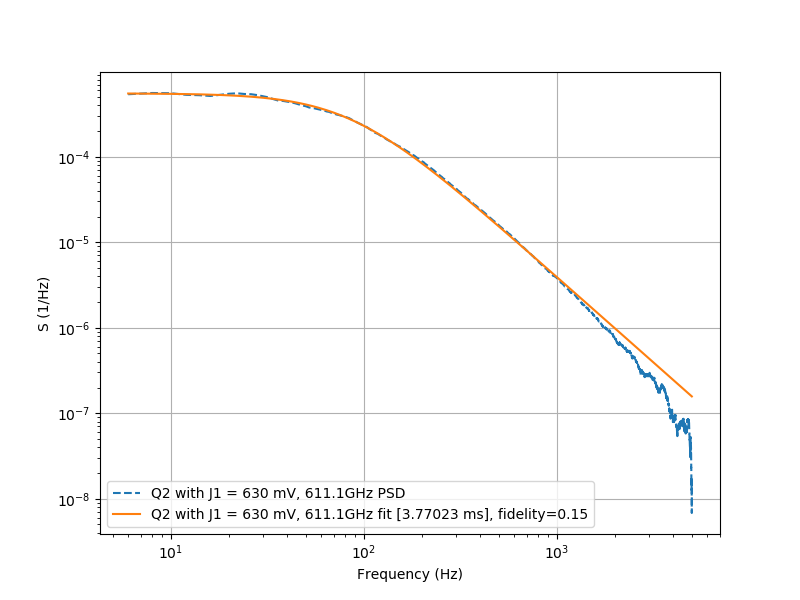 S (1/Hz)
10⁻⁴
10⁻⁵
10⁻⁶
10⁻⁷
10⁻⁸
Q2 with J1 = 630 mV, 611.1GHz PSD
Q2 with J1 = 630 mV, 611.1GHz fit [3.77023 ms], fidelity=0.15
10¹ 10² 10³
Frequency (Hz)